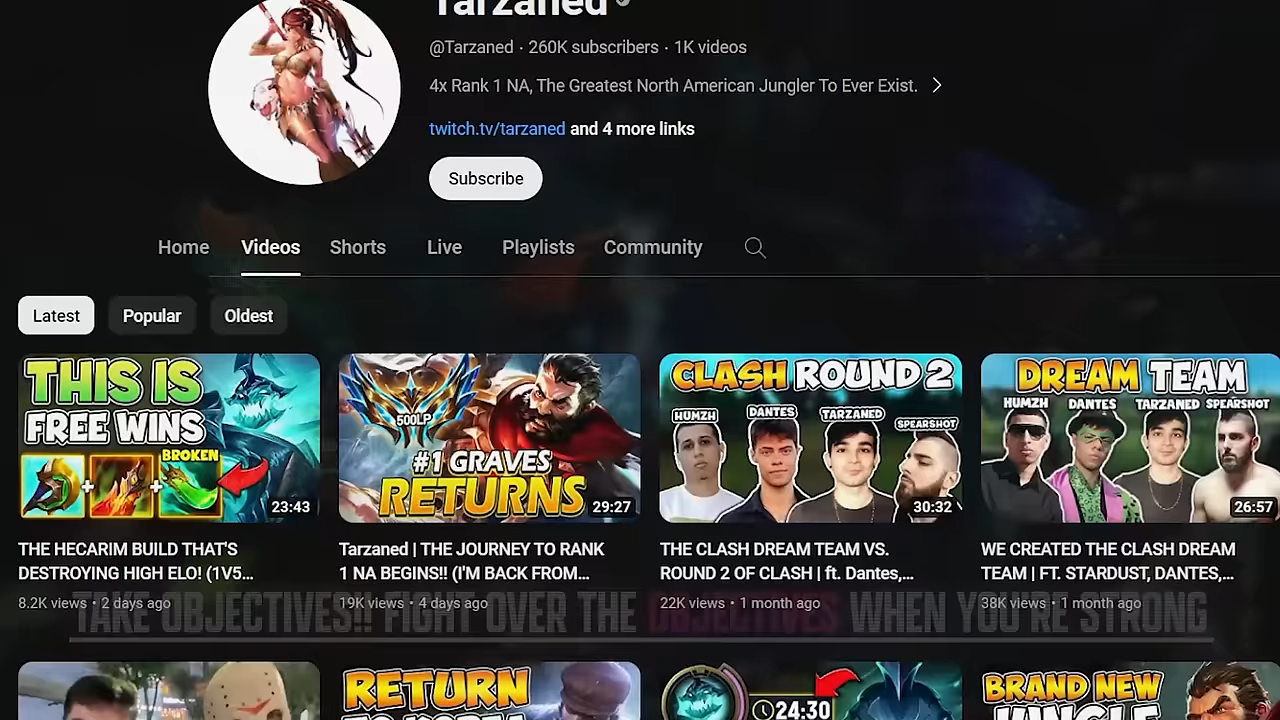 Tarzaned
@Tarzaned · 260K subscribers · 1K videos
4x Rank 1 NA, The Greatest North American Jungler To Ever Exist.
twitch.tv/tarzaned and 4 more links
Subscribe
Home Videos Shorts Live Playlists Community
Latest Popular Oldest
THIS IS
FREE WINS
BROKEN
23:43
500LP
#1 GRAVES
RETURNS
29:27
CLASH ROUND 2
HUMZH DANTES TARZANED SPEARSHOT
30:32
DREAM TEAM
HUMZH DANTES TARZANED SPEARSHOT
26:57
THE HECARIM BUILD THAT'S
DESTROYING HIGH ELO! (1V5...
8.2K views • 2 days ago
Tarzaned | THE JOURNEY TO RANK
1 NA BEGINS!! (I'M BACK FROM...
19K views • 4 days ago
THE CLASH DREAM TEAM VS.
ROUND 2 OF CLASH | ft. Dantes,...
22K views • 1 month ago
WE CREATED THE CLASH DREAM
TEAM | FT. STARDUST, DANTES,...
38K views • 1 month ago
TAKE OBJECTIVES!! FIGHT OVER THE OBJECTIVES WHEN YOU'RE STRONG
RETURN
TO KOREA
24:30
BRAND NEW
JUNGLE